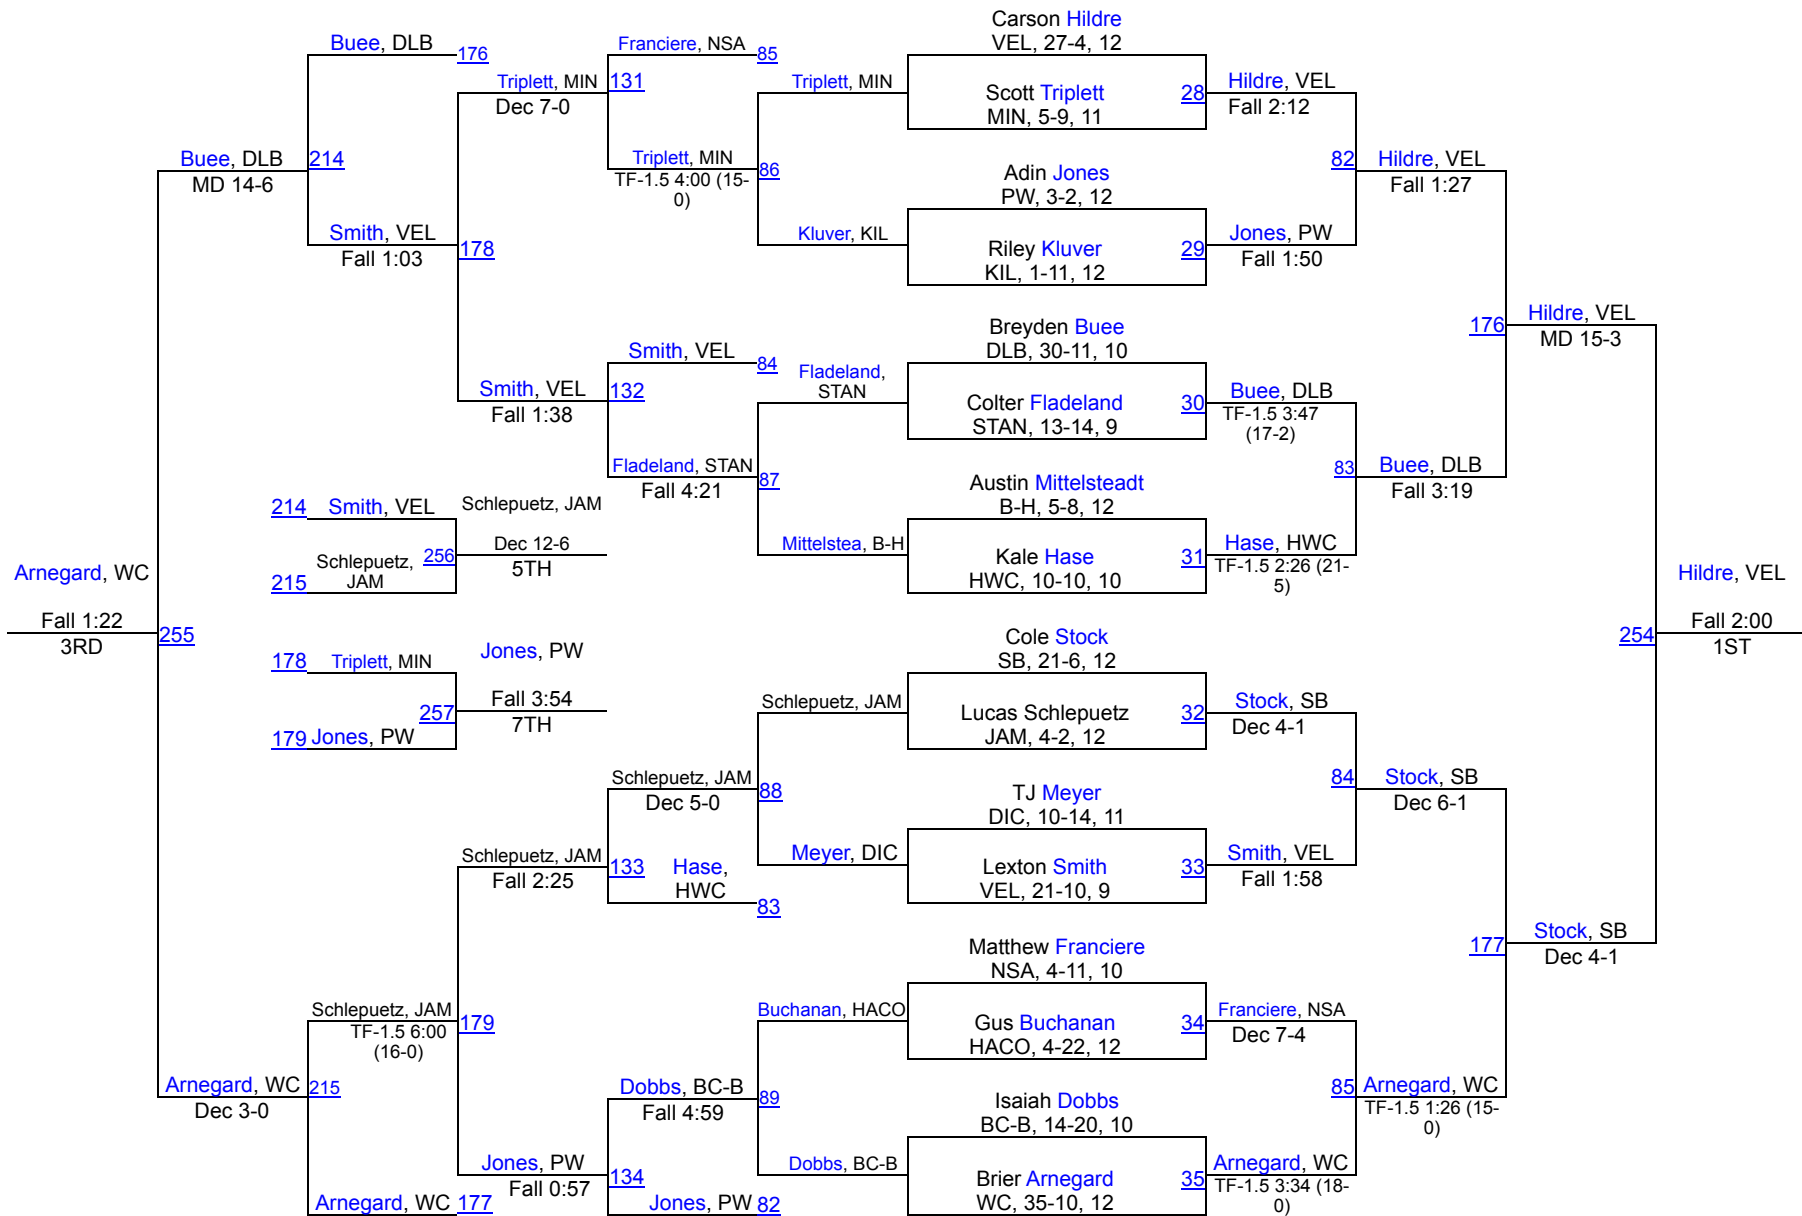 Carson Hildre
VEL, 27-4, 12
Buee, DLB
176
Franciere, NSA
85
Triplett, MIN
131
Dec 7-0
Triplett, MIN
Scott Triplett
MIN, 5-9, 11
28
Hildre, VEL
Fall 2:12
Buee, DLB
MD 14-6
214
Triplett, MIN
TF-1.5 4:00 (15-
0)
86
Adin Jones
PW, 3-2, 12
82
Hildre, VEL
Fall 1:27
Smith, VEL
Fall 1:03
178
Kluver, KIL
Riley Kluver
KIL, 1-11, 12
29
Jones, PW
Fall 1:50
Breyden Buee
DLB, 30-11, 10
176
Hildre, VEL
MD 15-3
Smith, VEL
84
Smith, VEL
Fall 1:38
132
Fladeland,
STAN
Colter Fladeland
STAN, 13-14, 9
30
Buee, DLB
TF-1.5 3:47
(17-2)
Fladeland, STAN
Fall 4:21
87
Austin Mittelsteadt
B-H, 5-8, 12
83
Buee, DLB
Fall 3:19
214
Smith, VEL
Schlepuetz, JAM
Mittelstea, B-H
Kale Hase
HWC, 10-10, 10
31
Hase, HWC
TF-1.5 2:26 (21-
5)
215
Schlepuetz,
JAM
256
Dec 12-6
5TH
Arnegard, WC
Fall 1:22
3RD
255
Cole Stock
SB, 21-6, 12
254
Hildre, VEL
Fall 2:00
1ST
178
Triplett, MIN
Jones, PW
257
Fall 3:54
7TH
179
Jones, PW
Schlepuetz, JAM
Lucas Schlepuetz
JAM, 4-2, 12
32
Stock, SB
Dec 4-1
Schlepuetz, JAM
Dec 5-0
88
TJ Meyer
DIC, 10-14, 11
84
Stock, SB
Dec 6-1
Schlepuetz, JAM
Fall 2:25
133
Hase,
HWC
83
Meyer, DIC
Lexton Smith
VEL, 21-10, 9
33
Smith, VEL
Fall 1:58
Matthew Franciere
NSA, 4-11, 10
177
Stock, SB
Dec 4-1
Schlepuetz, JAM
TF-1.5 6:00
(16-0)
179
Buchanan, HACO
Gus Buchanan
HACO, 4-22, 12
34
Franciere, NSA
Dec 7-4
Arnegard, WC
Dec 3-0
215
Dobbs, BC-B
Fall 4:59
89
Isaiah Dobbs
BC-B, 14-20, 10
85
Arnegard, WC
TF-1.5 1:26 (15-
0)
Jones, PW
Fall 0:57
134
Dobbs, BC-B
Brier Arnegard
WC, 35-10, 12
35
Arnegard, WC
TF-1.5 3:34 (18-
0)
Arnegard, WC
177
Jones, PW
82